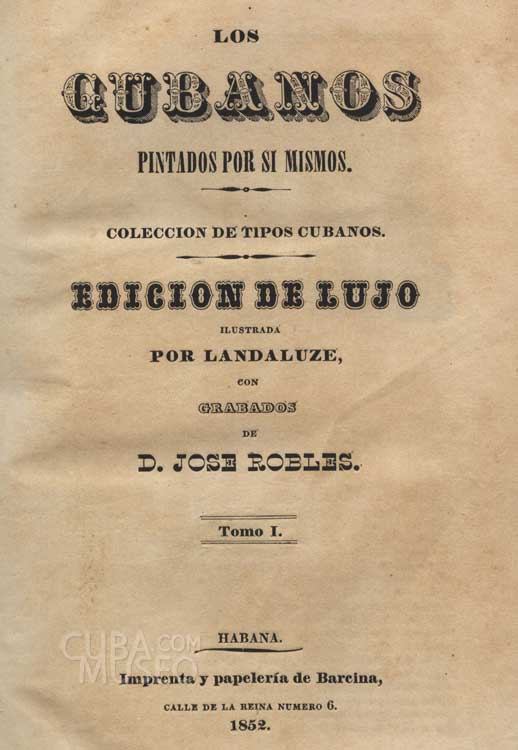 LOS
CUBANOS
PINTADOS POR SI MISMOS.
COLECCION DE TIPOS CUBANOS.
EDICION DE LUJO
ILUSTRADA
POR LANDALUZE,
CON
GRABADOS
DE
D. JOSE ROBLES.
Tomo I.
HABANA.
CUBA.com
MUSEO
Imprenta y papelería de Barcina,
CALLE DE LA REINA NUMERO 6.
1852.